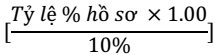 [Tỷ lệ % hồ sơ × 1.00
10%]